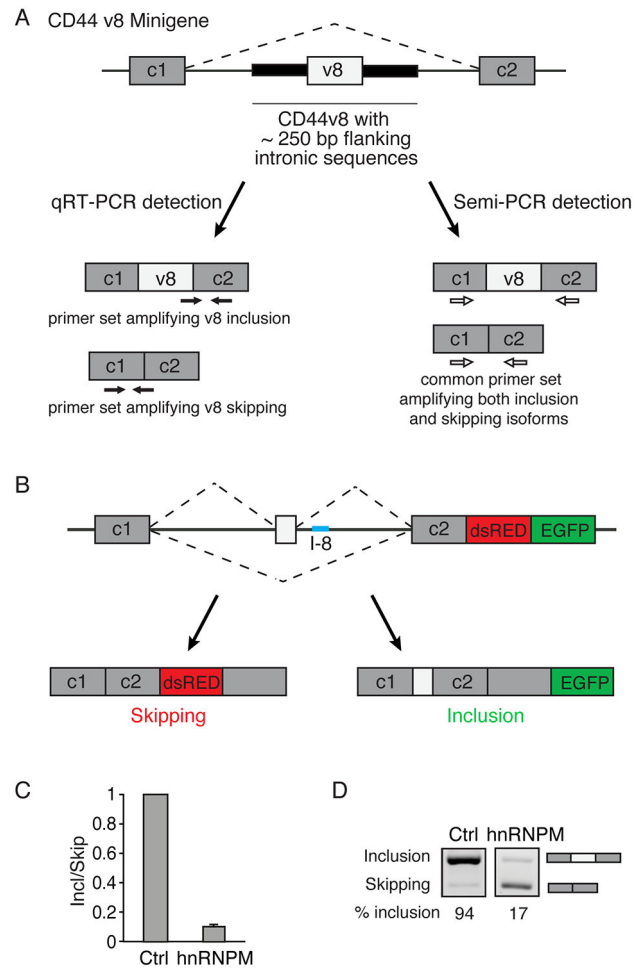 A CD44 v8 Minigene
c1 v8 c2
CD44v8 with
~ 250 bp flanking
intronic sequences
qRT-PCR detection
c1 v8 c2
primer set amplifying v8 inclusion
c1 c2
primer set amplifying v8 skipping
Semi-PCR detection
c1 v8 c2
c1 c2
common primer set
amplifying both inclusion
and skipping isoforms
B
c1 I-8 c2 dsRED EGFP
c1 c2 dsRED
Skipping
c1 c2 EGFP
Inclusion
C
Incl/Skip
1
0.8
0.6
0.4
0.2
0
Ctrl hnRNPM
D
Ctrl hnRNPM
Inclusion
Skipping
% inclusion 94 17